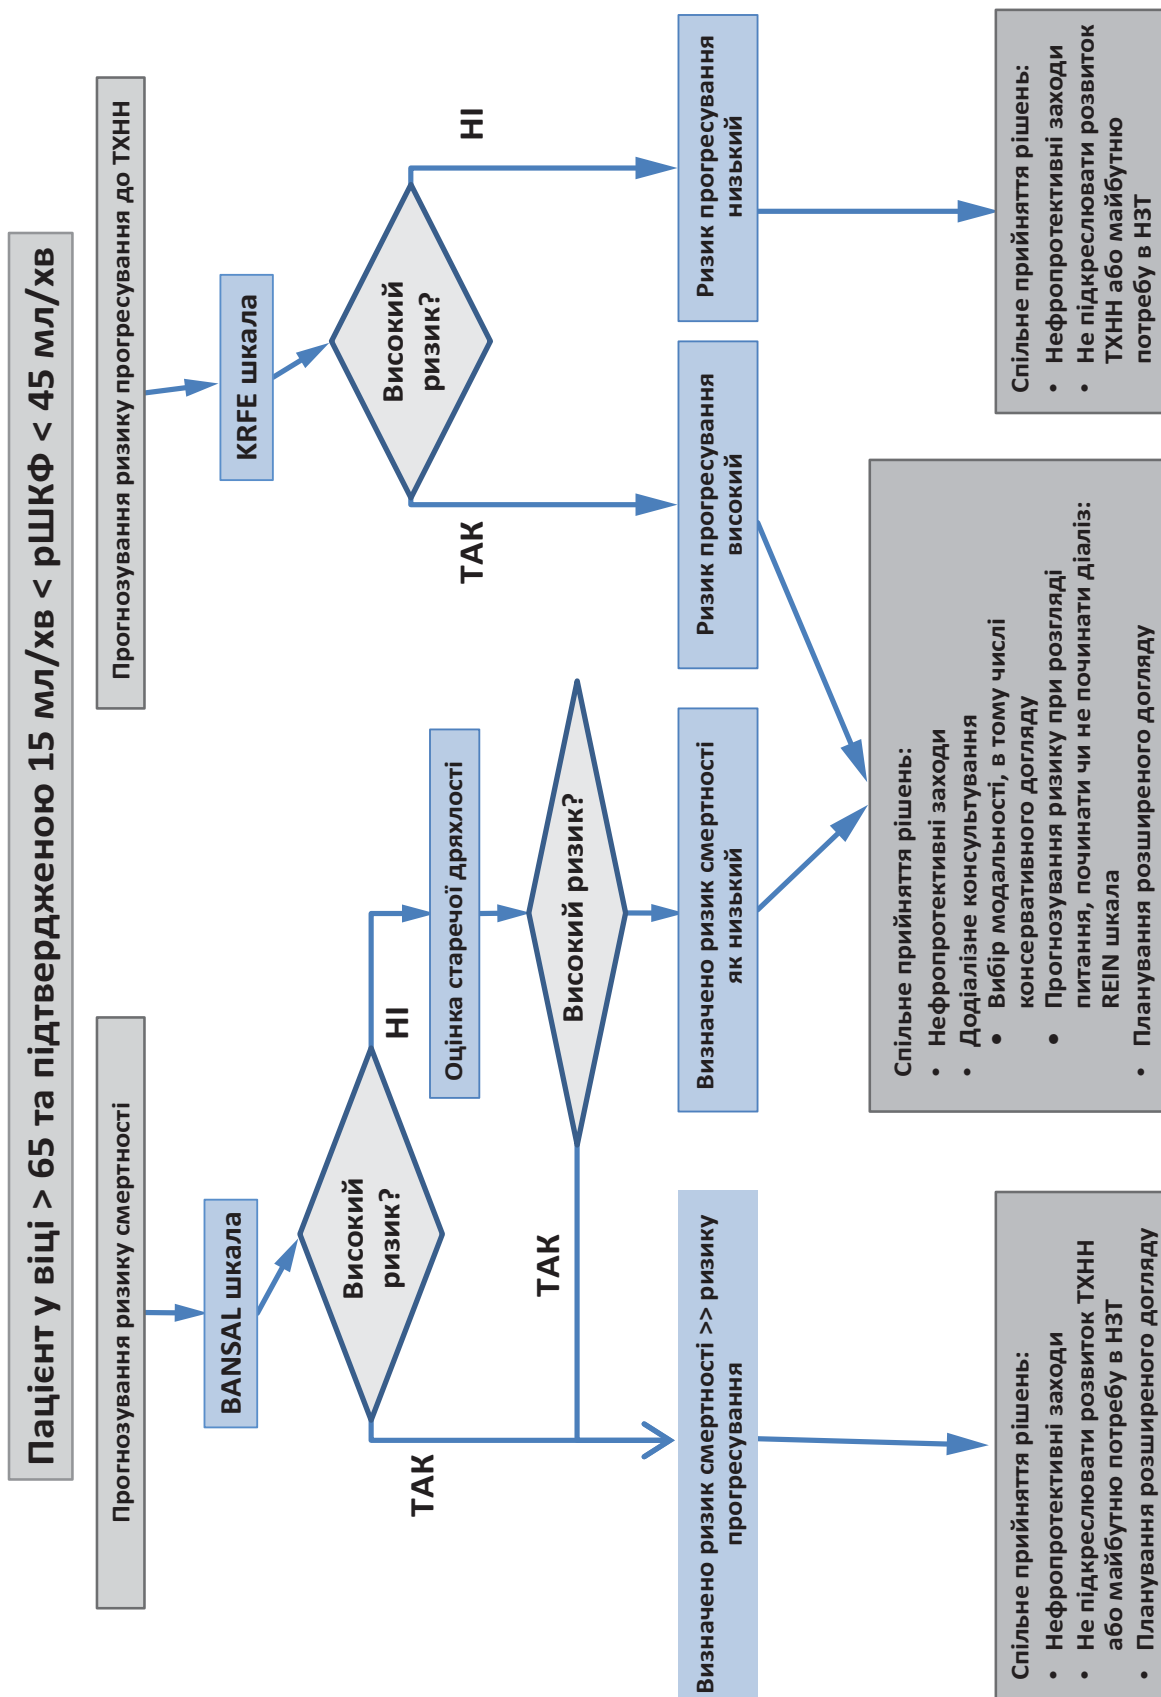 Пацієнт у віці > 65 та підтвердженою 15 мл/хв < рШКФ < 45 мл/хв
Прогнозування ризику смертності
Прогнозування ризику прогресування до ТХНН
BANSAL шкала
KRFE шкала
Високий
ризик?
Високий
ризик?
ТАК
НІ
ТАК
НІ
Оцінка старечої дряхлості
Високий ризик?
ТАК
Визначено ризик смертності >> ризику
прогресування
Визначено ризик смертності
як низький
Ризик прогресування
високий
Ризик прогресування
низький
Спільне прийняття рішень:
• Нефропротективні заходи
• Не підкреслювати розвиток ТХНН
або майбутню потребу в НЗТ
• Планування розширеного догляду
Спільне прийняття рішень:
• Нефропротективні заходи
• Додіалізне консультування
• Вибір модальності, в тому числі
консервативного догляду
• Прогнозування ризику при розгляді
питання, починати чи не починати діаліз:
REIN шкала
• Планування розширеного догляду
Спільне прийняття рішень:
• Нефропротективні заходи
• Не підкреслювати розвиток
ТХНН або майбутню
потребу в НЗТ